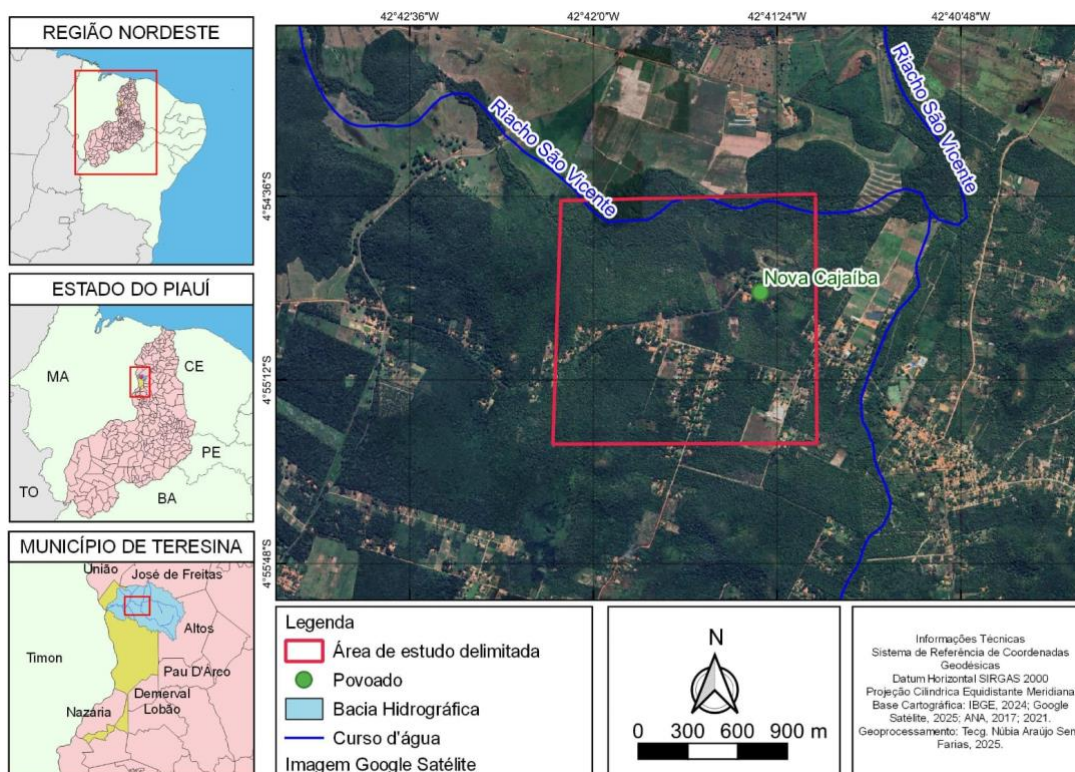 REGIÃO NORDESTE
ESTADO DO PIAUÍ
MA
CE
PE
TO
BA
MUNICÍPIO DE TERESINA
União
José de Freitas
Altos
Timon
Pau D'Arco
Demerval
Lobão
Nazária
42°42'36"W
42°42'0"W
42°41'24"W
42°40'48"W
4°54'36"S
4°55'12"S
4°55'48"S
Riacho São Vicente
Riacho São Vicente
Nova Cajaíba
Legenda
Área de estudo delimitada
Povoado
Bacia Hidrográfica
Curso d'água
Imagem Google Satélite
N
0 300 600 900 m
Informações Técnicas
Sistema de Referência de Coordenadas
Geodésicas
Datum Horizontal SIRGAS 2000
Projeção Cilíndrica Equidistante Meridiana
Base Cartográfica: IBGE, 2024; Google
Satélite, 2025; ANA, 2017; 2021.
Geoprocessamento: Tecg. Núbia Araújo Sen
Farias, 2025.